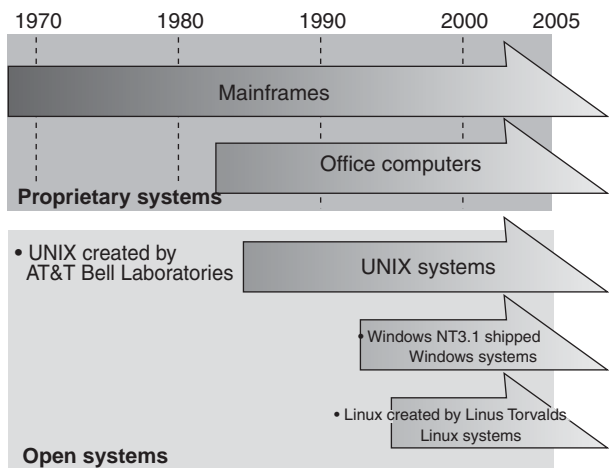 1970 1980 1990 2000 2005
Mainframes
Office computers
Proprietary systems
• UNIX created by
AT&T Bell Laboratories
UNIX systems
• Windows NT3.1 shipped
Windows systems
• Linux created by Linus Torvalds
Linux systems
Open systems